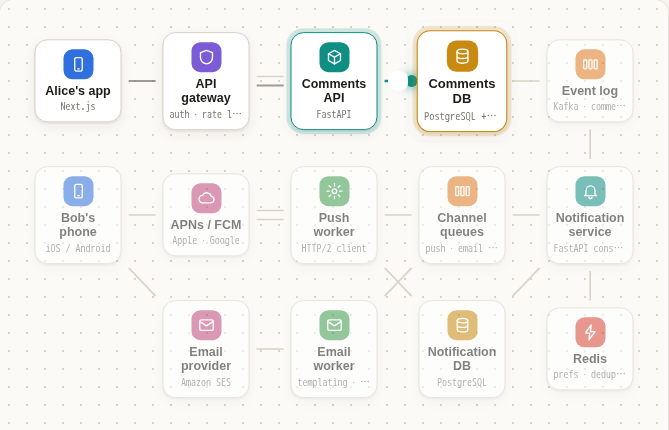 Alice's app
Next.js
API
gateway
auth · rate l···
Comments
API
FastAPI
Comments
DB
PostgreSQL +···
Event log
Kafka · comme···
Bob's
phone
iOS / Android
APNs / FCM
Apple · Google
Push
worker
HTTP/2 client
Channel
queues
push · email ···
Notification
service
FastAPI cons···
Email
provider
Amazon SES
Email
worker
templating · ···
Notification
DB
PostgreSQL
Redis
prefs · dedup···